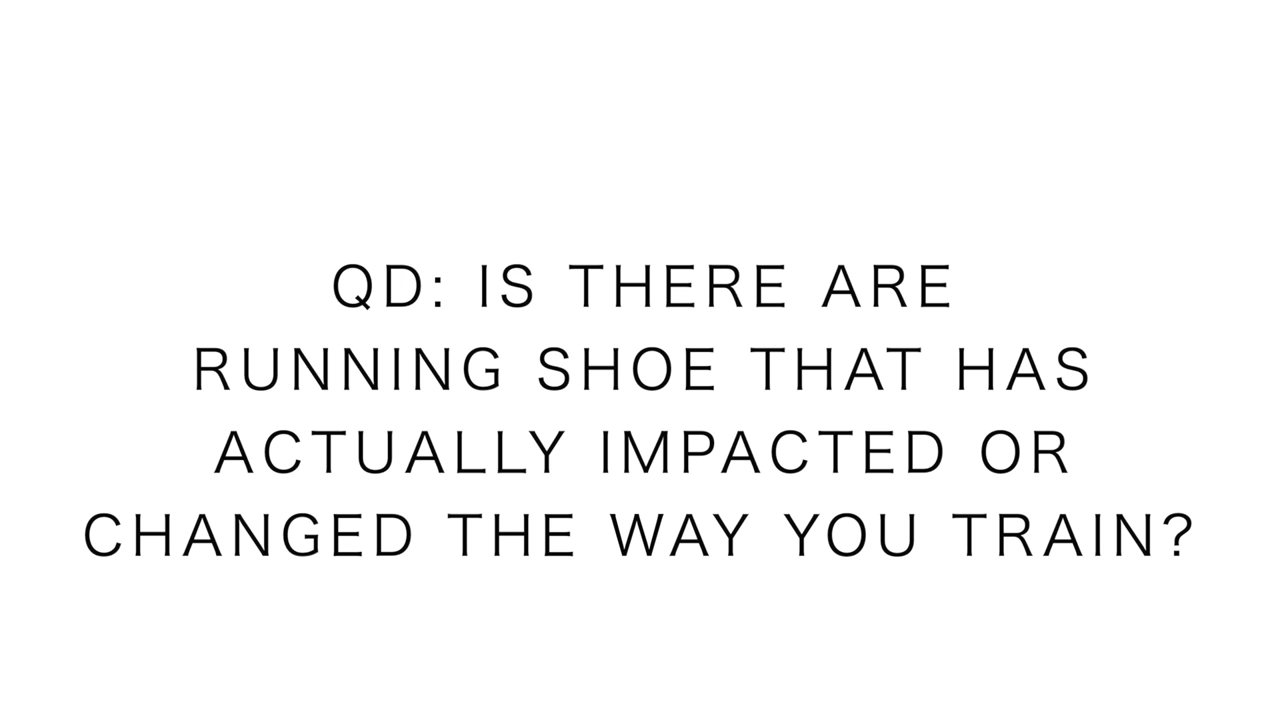 QD: IS THERE ARE
RUNNING SHOE THAT HAS
ACTUALLY IMPACTED OR
CHANGED THE WAY YOU TRAIN?